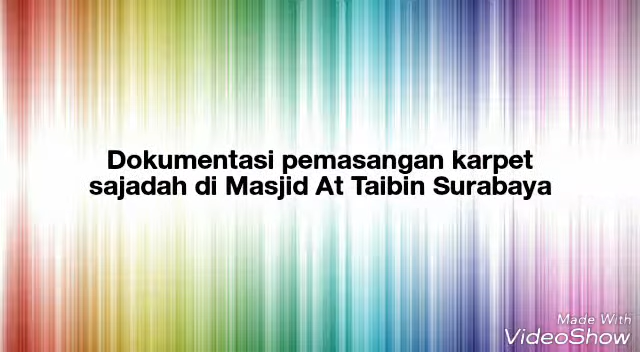 Dokumentasi pemasangan karpet
sajadah di Masjid At Taibin Surabaya
Made With
VideoShow